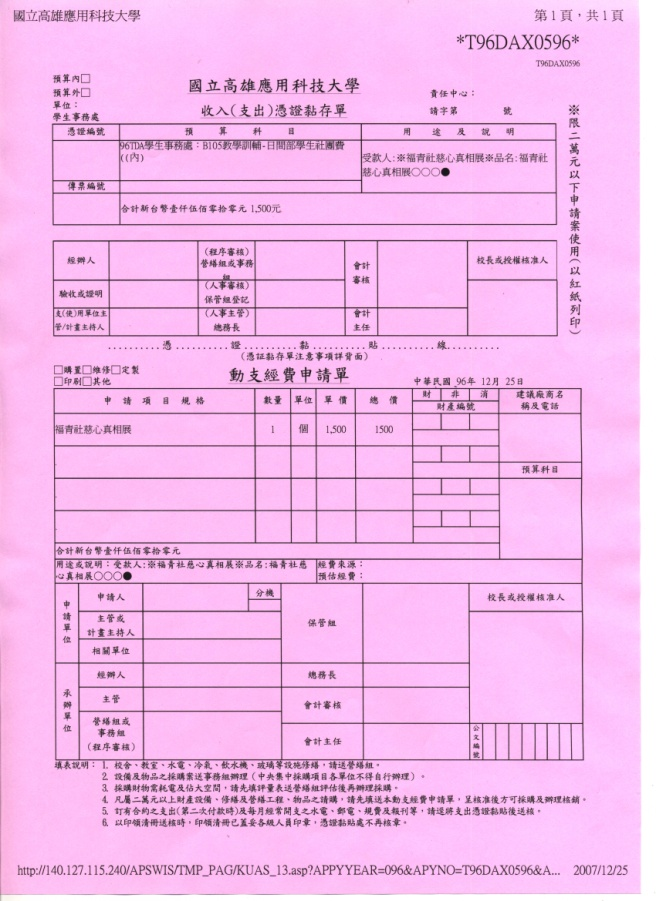 國立高雄應用科技大學
第1頁，共1頁
*T96DAX0596*
T96DAX0596
預算內□
預算外□
單位：
學生事務處
國立高雄應用科技大學
收入(支出)憑證黏存單
責任中心：
請字第 號
※限二萬元以下申請案使用(以紅紙列印)
憑證編號 預算科目 用途及說明
96TDA學生事務處：B105教學訓輔-日間部學生社團費
((內)
受款人:※福青社慈心真相展※品名:福青社
慈心真相展○○○●
傳票編號
合計新台幣壹仟伍佰零拾零元 1,500元
經辦人
(程序審核)
營繕組或事務
組
會計
審核
校長或授權核准人
驗收或證明
(人事審核)
保管組登記
支(使)用單位主
管/計畫主持人
(人事主管)
總務長
會計
主任
..........憑..........證..........黏..........貼..........線..........
(憑証黏存單注意事項詳背面)
□購置□維修□定製
□印刷□其他
動支經費申請單
中華民國 96年 12月 25日
申請項目規格 數量 單位 單價 總價 財 非 消
財產編號
建議廠商名
稱及電話
福青社慈心真相展 1 個 1,500 1500
預算科目
合計新台幣壹仟伍佰零拾零元
用途或說明：受款人:※福青社慈心真相展※品名:福青社慈
心真相展○○○●
經費來源：
預估經費：
申請單位
申請人 分機
主管或
計畫主持人
相關單位
保管組
校長或授權核准人
承辦單位
經辦人 總務長
主管 會計審核
營繕組或
事務組
(程序審核)
會計主任
公文編號
填表說明：1. 校舍、教室、水電、冷氣、飲水機、玻璃等設施修繕，請送營繕組。
2. 設備及物品之採購案送事務組辦理（中央集中採購項目各單位不得自行辦理）。
3. 採購財物需耗電及佔大空間，請先填評量表送營繕組評估後再辦理採購。
4. 凡屬二萬元以上財產設備、修繕及營繕工程、物品之請購，請先填送本動支經費申請單，呈核准後方可採購及辦理核銷。
5. 訂有合約之支出(第二次付款時)及每月經常開支之水電、郵電、規費及報刊等，請逕將支出憑證黏貼後送核。
6. 以印領清冊送核時，印領清冊已蓋妥各級人員印章，憑證黏貼處不再核章。
http://140.127.115.240/APSWIS/TMP_PAG/KUAS_13.asp?APPYYEAR=096&APYNO=T96DAX0596&A... 2007/12/25